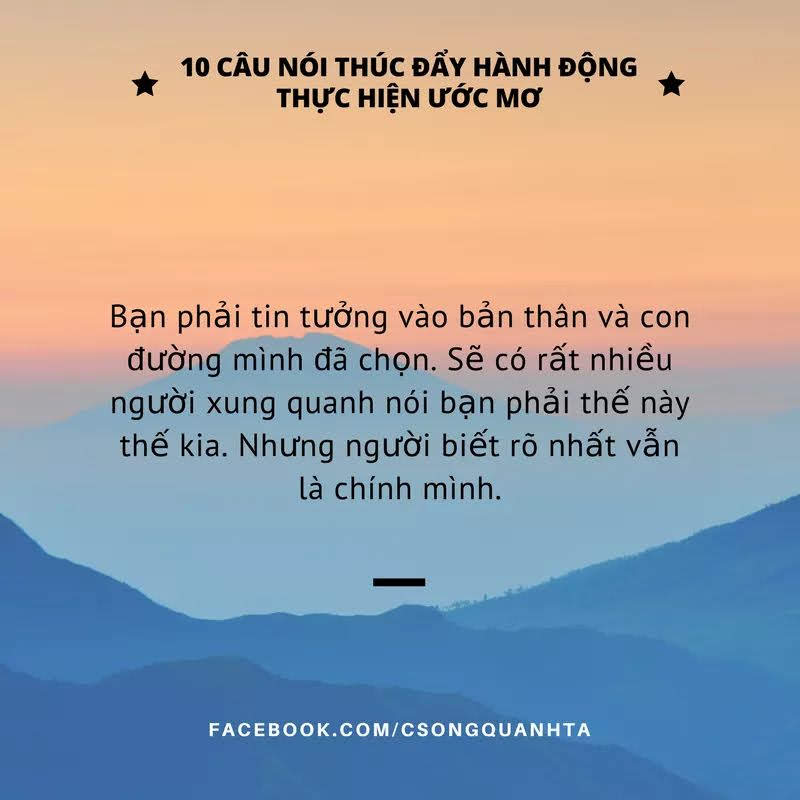 10 CÂU NÓI THÚC ĐẨY HÀNH ĐỘNG
THỰC HIỆN ƯỚC MƠ
Bạn phải tin tưởng vào bản thân và con
đường mình đã chọn. Sẽ có rất nhiều
người xung quanh nói bạn phải thế này
thế kia. Nhưng người biết rõ nhất vẫn
là chính mình.
FACEBOOK.COM/CSONGQUANHTA